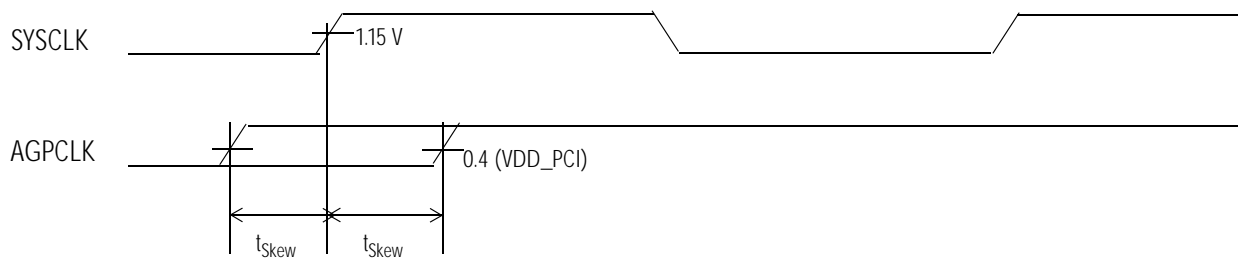 SYSCLK
1.15 V
AGPCLK
0.4 (VDD_PCI)
tSkew
tSkew